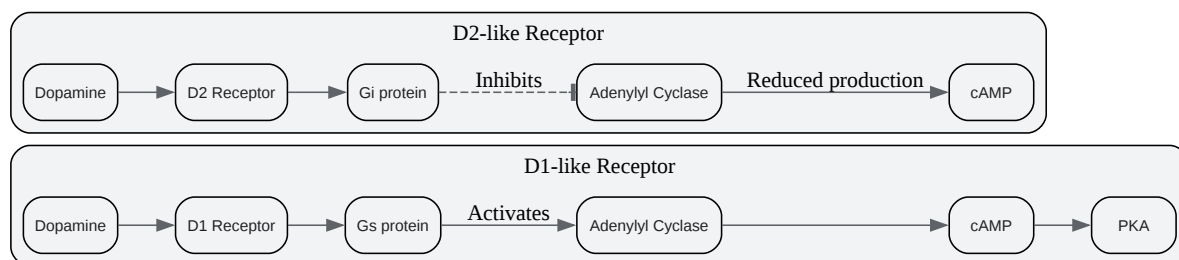 D2-like Receptor
Dopamine
D2 Receptor
Gi protein
Inhibits
Adenylyl Cyclase
Reduced production
cAMP
D1-like Receptor
Dopamine
D1 Receptor
Gs protein
Activates
Adenylyl Cyclase
cAMP
PKA